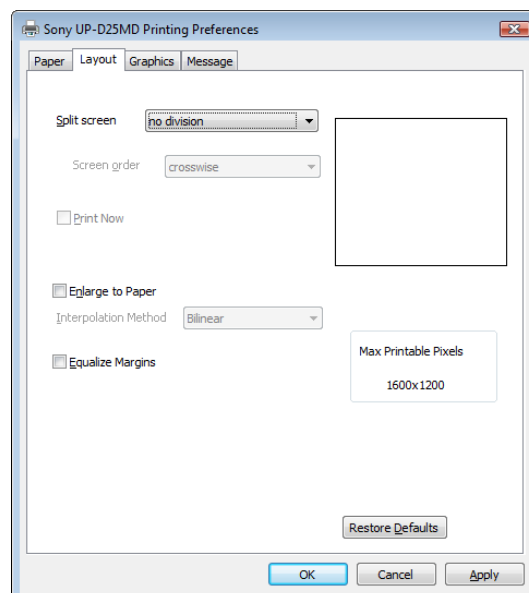 Sony UP-D25MD Printing Preferences
Paper Layout Graphics Message
Split screen no division
Screen order crosswise
Print Now
Enlarge to Paper
Interpolation Method Bilinear
Equalize Margins
Max Printable Pixels
1600x1200
Restore Defaults
OK Cancel Apply